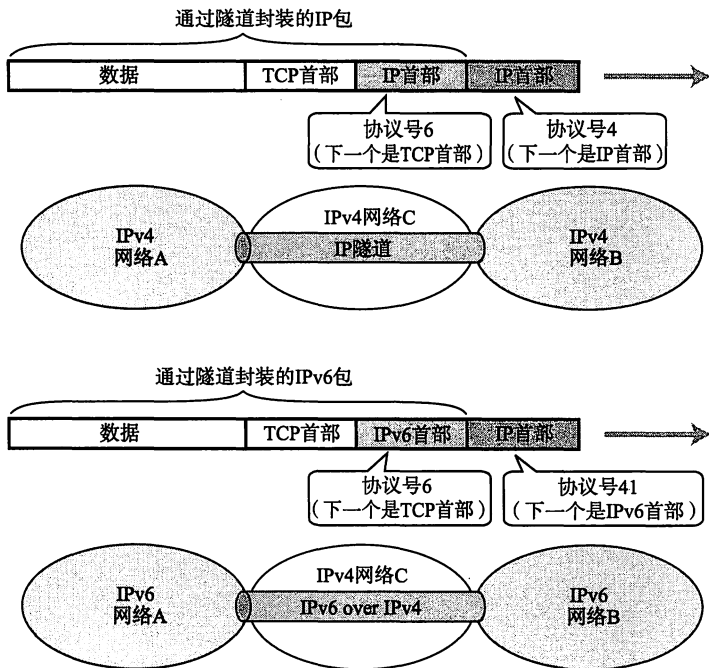 通过隧道封装的IP包
数据
TCP首部
IP首部
IP首部
协议号6
（下一个是TCP首部）
协议号4
（下一个是IP首部）
IPv4
网络A
IPv4网络C
IP隧道
IPv4
网络B
通过隧道封装的IPv6包
数据
TCP首部
IPv6首部
IP首部
协议号6
（下一个是TCP首部）
协议号41
（下一个是IPv6首部）
IPv6
网络A
IPv4网络C
IPv6 over IPv4
IPv6
网络B